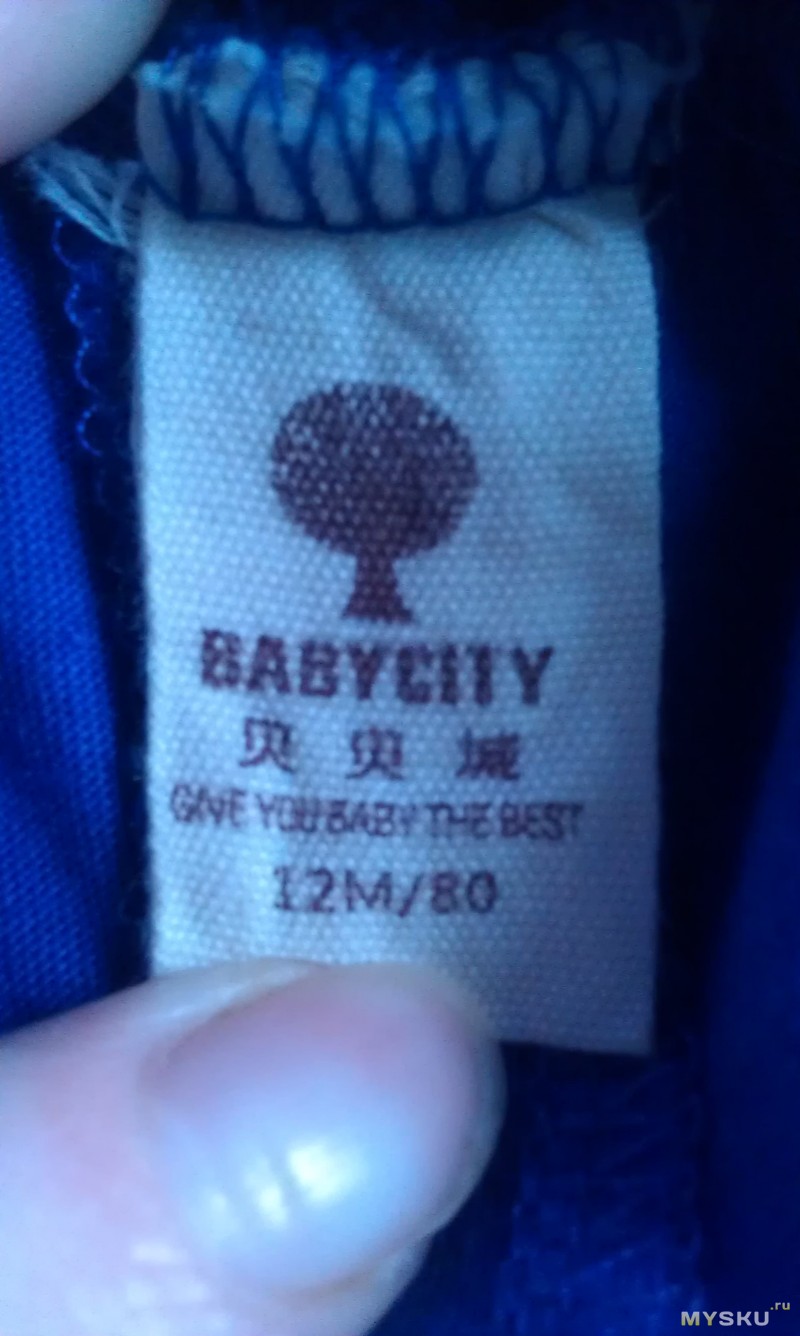 BABYCITY
贝贝城
GIVE YOU BABY THE BEST
12M/80
MYSKU.ru